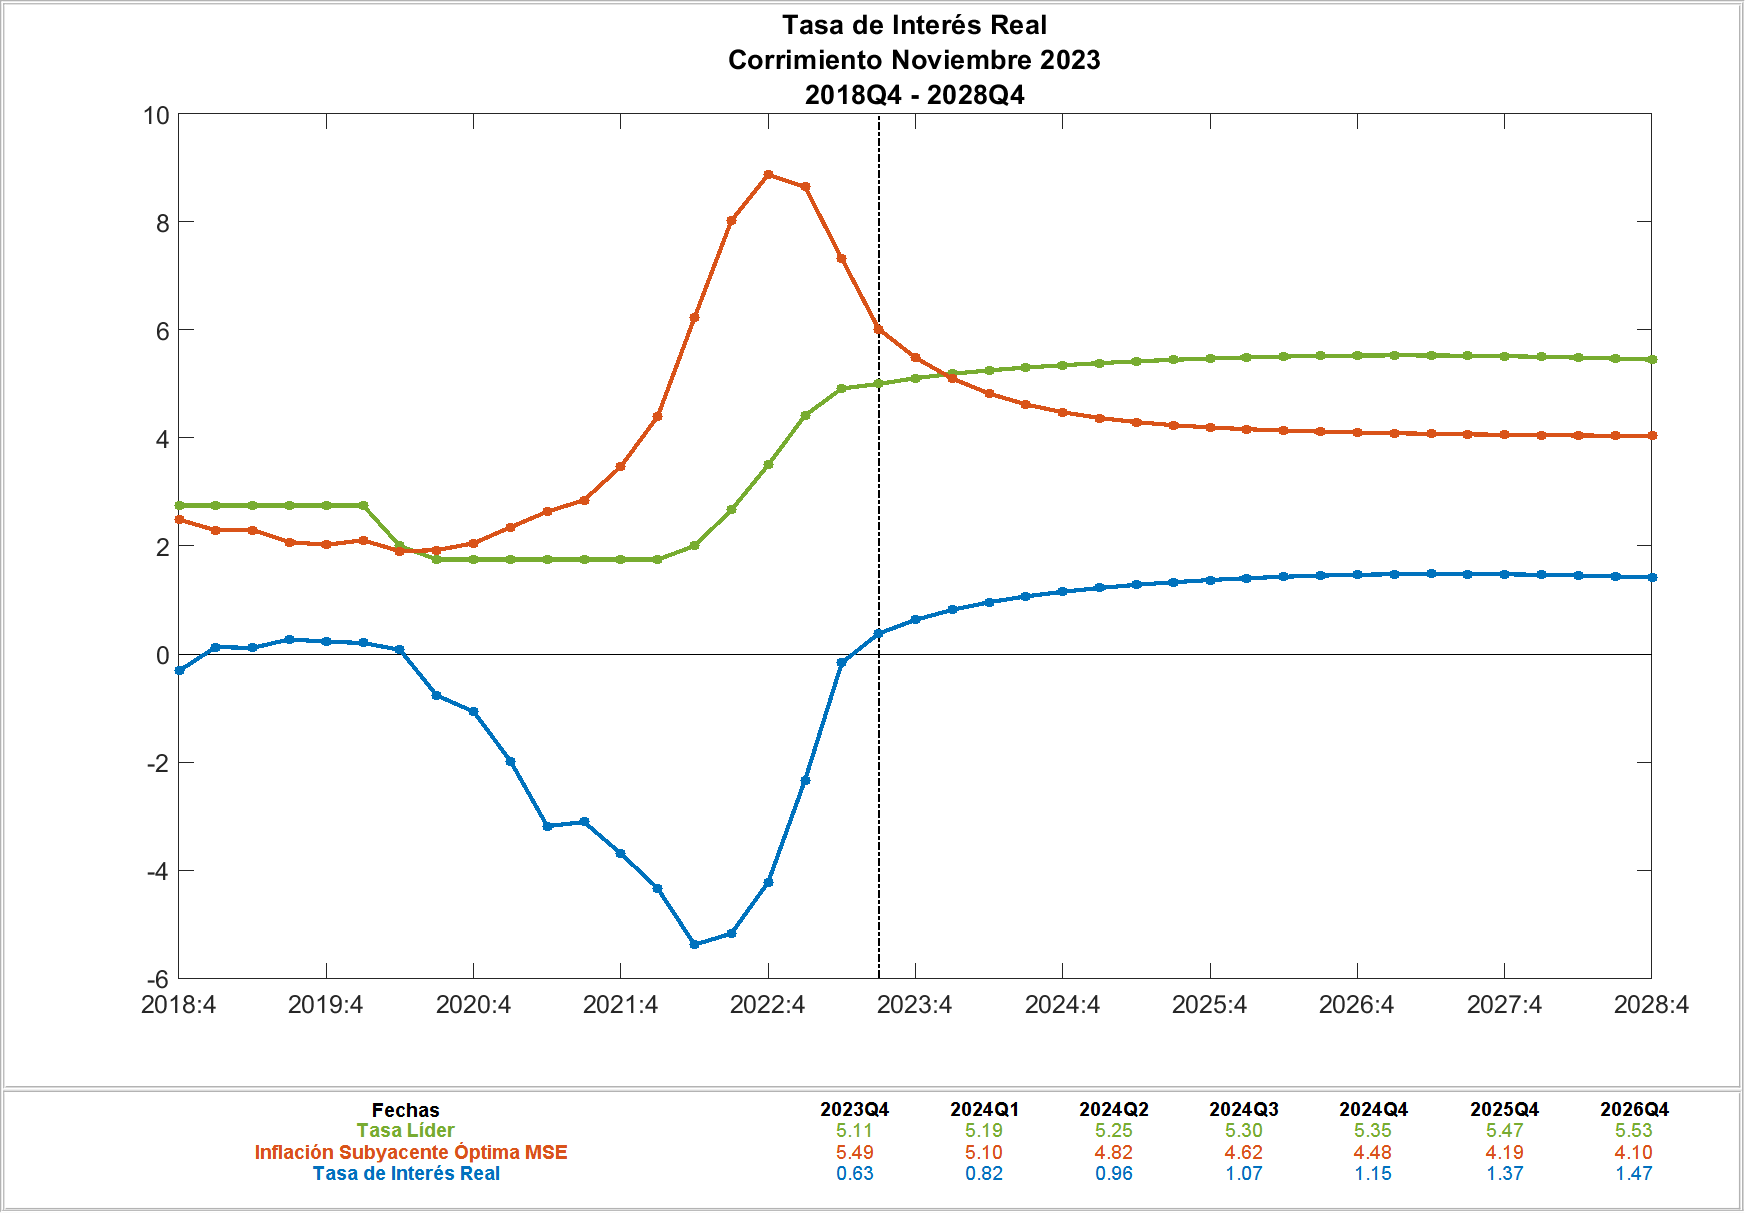 Tasa de Interés Real
Corrimiento Noviembre 2023
2018Q4 - 2028Q4
10
8
6
4
2
0
-2
-4
-6
2018:4 2019:4 2020:4 2021:4 2022:4 2023:4 2024:4 2025:4 2026:4 2027:4 2028:4
Fechas 2023Q4 2024Q1 2024Q2 2024Q3 2024Q4 2025Q4 2026Q4
Tasa Líder 5.11 5.19 5.25 5.30 5.35 5.47 5.53
Inflación Subyacente Óptima MSE 5.49 5.10 4.82 4.62 4.48 4.19 4.10
Tasa de Interés Real 0.63 0.82 0.96 1.07 1.15 1.37 1.47